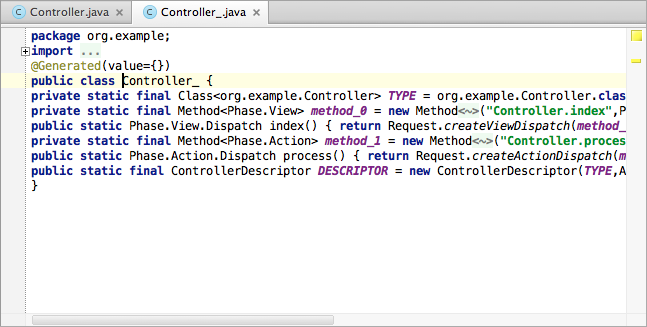 Controller.java
Controller_.java
package org.example;
import ...
@Generated(value={})
public class Controller_ {
private static final Class<org.example.Controller> TYPE = org.example.Controller.clas
private static final Method<Phase.View> method_0 = new Method<~>("Controller.index",P
public static Phase.View.Dispatch index() { return Request.createViewDispatch(method_
private static final Method<Phase.Action> method_1 = new Method<~>("Controller.proces
public static Phase.Action.Dispatch process() { return Request.createActionDispatch(m
public static final ControllerDescriptor DESCRIPTOR = new ControllerDescriptor(TYPE,A
}